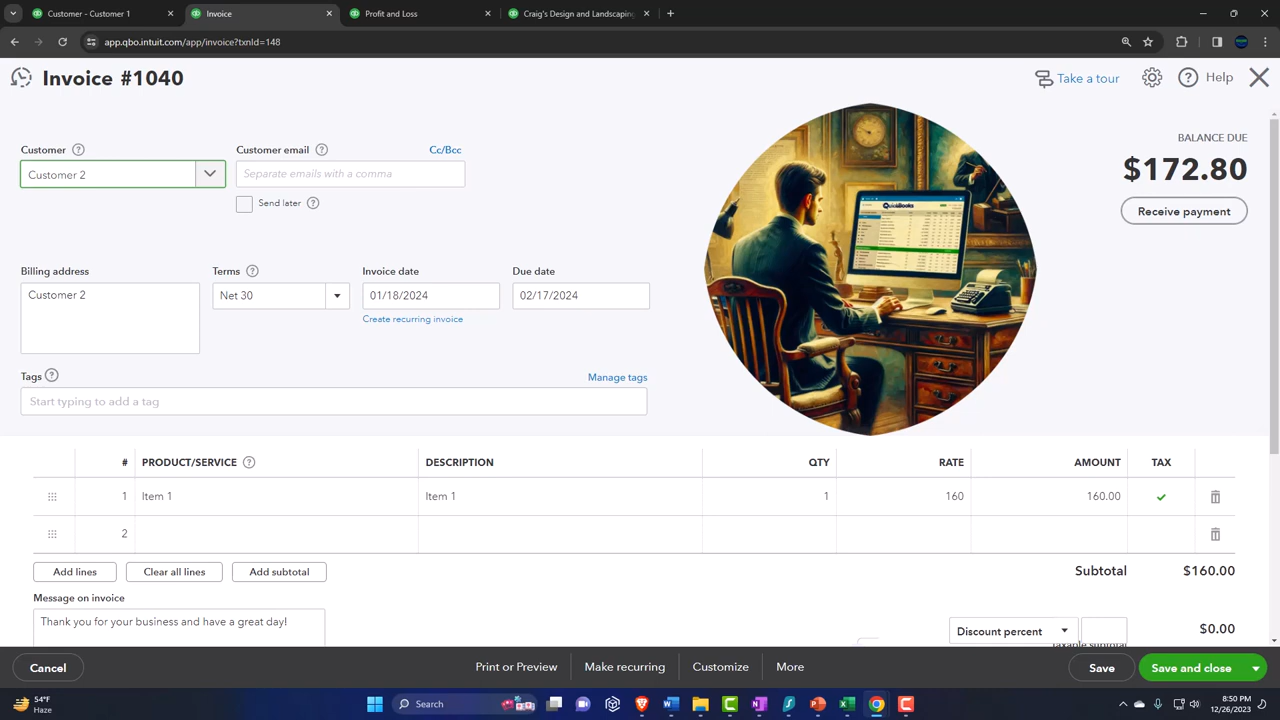 Customer - Customer 1
Invoice
Profit and Loss
Craig's Design and Landscaping
app.qbo.intuit.com/app/invoice?txnId=148
Invoice #1040
Take a tour
Help
Customer
Customer email
Cc/Bcc
BALANCE DUE
Customer 2
Separate emails with a comma
$172.80
Send later
Receive payment
QuickBooks
Billing address
Terms
Invoice date
Due date
Customer 2
Net 30
01/18/2024
02/17/2024
Create recurring invoice
Tags
Manage tags
Start typing to add a tag
# PRODUCT/SERVICE DESCRIPTION QTY RATE AMOUNT TAX
1 Item 1 Item 1 1 160 160.00
2
Add lines
Clear all lines
Add subtotal
Subtotal $160.00
Message on invoice
Thank you for your business and have a great day!
Discount percent
$0.00
Taxable subtotal
Cancel
Print or Preview
Make recurring
Customize
More
Save
Save and close
54°F
Haze
Search
8:50 PM
12/26/2023